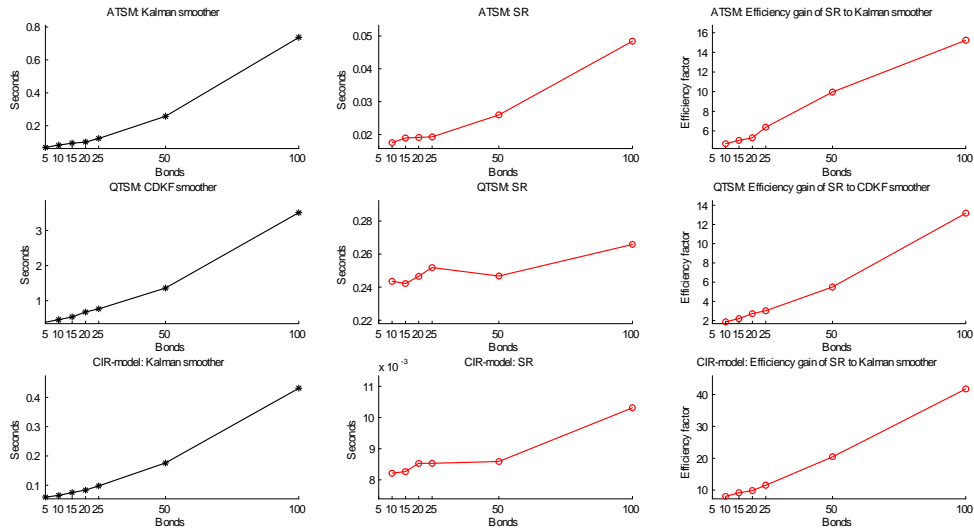 ATSM: Kalman smoother
Seconds
0.8
0.6
0.4
0.2
5 10 15 20 25 50 100
Bonds
ATSM: SR
Seconds
0.05
0.04
0.03
0.02
5 10 15 20 25 50 100
Bonds
ATSM: Efficiency gain of SR to Kalman smoother
Efficiency factor
16
14
12
10
8
6
5 10 15 20 25 50 100
Bonds
QTSM: CDKF smoother
Seconds
3
2
1
5 10 15 20 25 50 100
Bonds
QTSM: SR
Seconds
0.28
0.26
0.24
0.22
5 10 15 20 25 50 100
Bonds
QTSM: Efficiency gain of SR to CDKF smoother
Efficiency factor
14
12
10
8
6
4
2
5 10 15 20 25 50 100
Bonds
CIR-model: Kalman smoother
Seconds
0.4
0.3
0.2
0.1
5 10 15 20 25 50 100
Bonds
CIR-model: SR
x 10⁻³
Seconds
11
10
9
8
5 10 15 20 25 50 100
Bonds
CIR-model: Efficiency gain of SR to Kalman smoother
Efficiency factor
40
30
20
10
5 10 15 20 25 50 100
Bonds